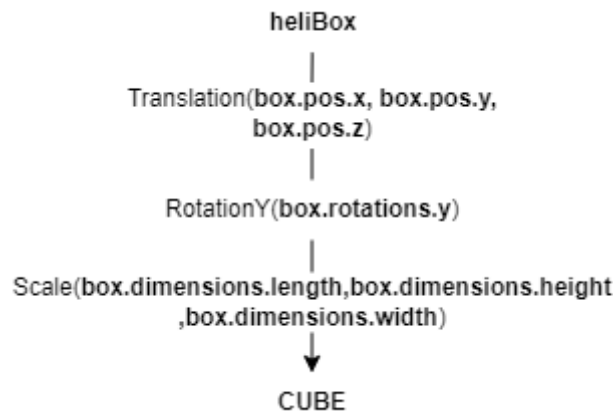 heliBox
Translation(box.pos.x, box.pos.y,
box.pos.z)
RotationY(box.rotations.y)
Scale(box.dimensions.length,box.dimensions.height
,box.dimensions.width)
CUBE